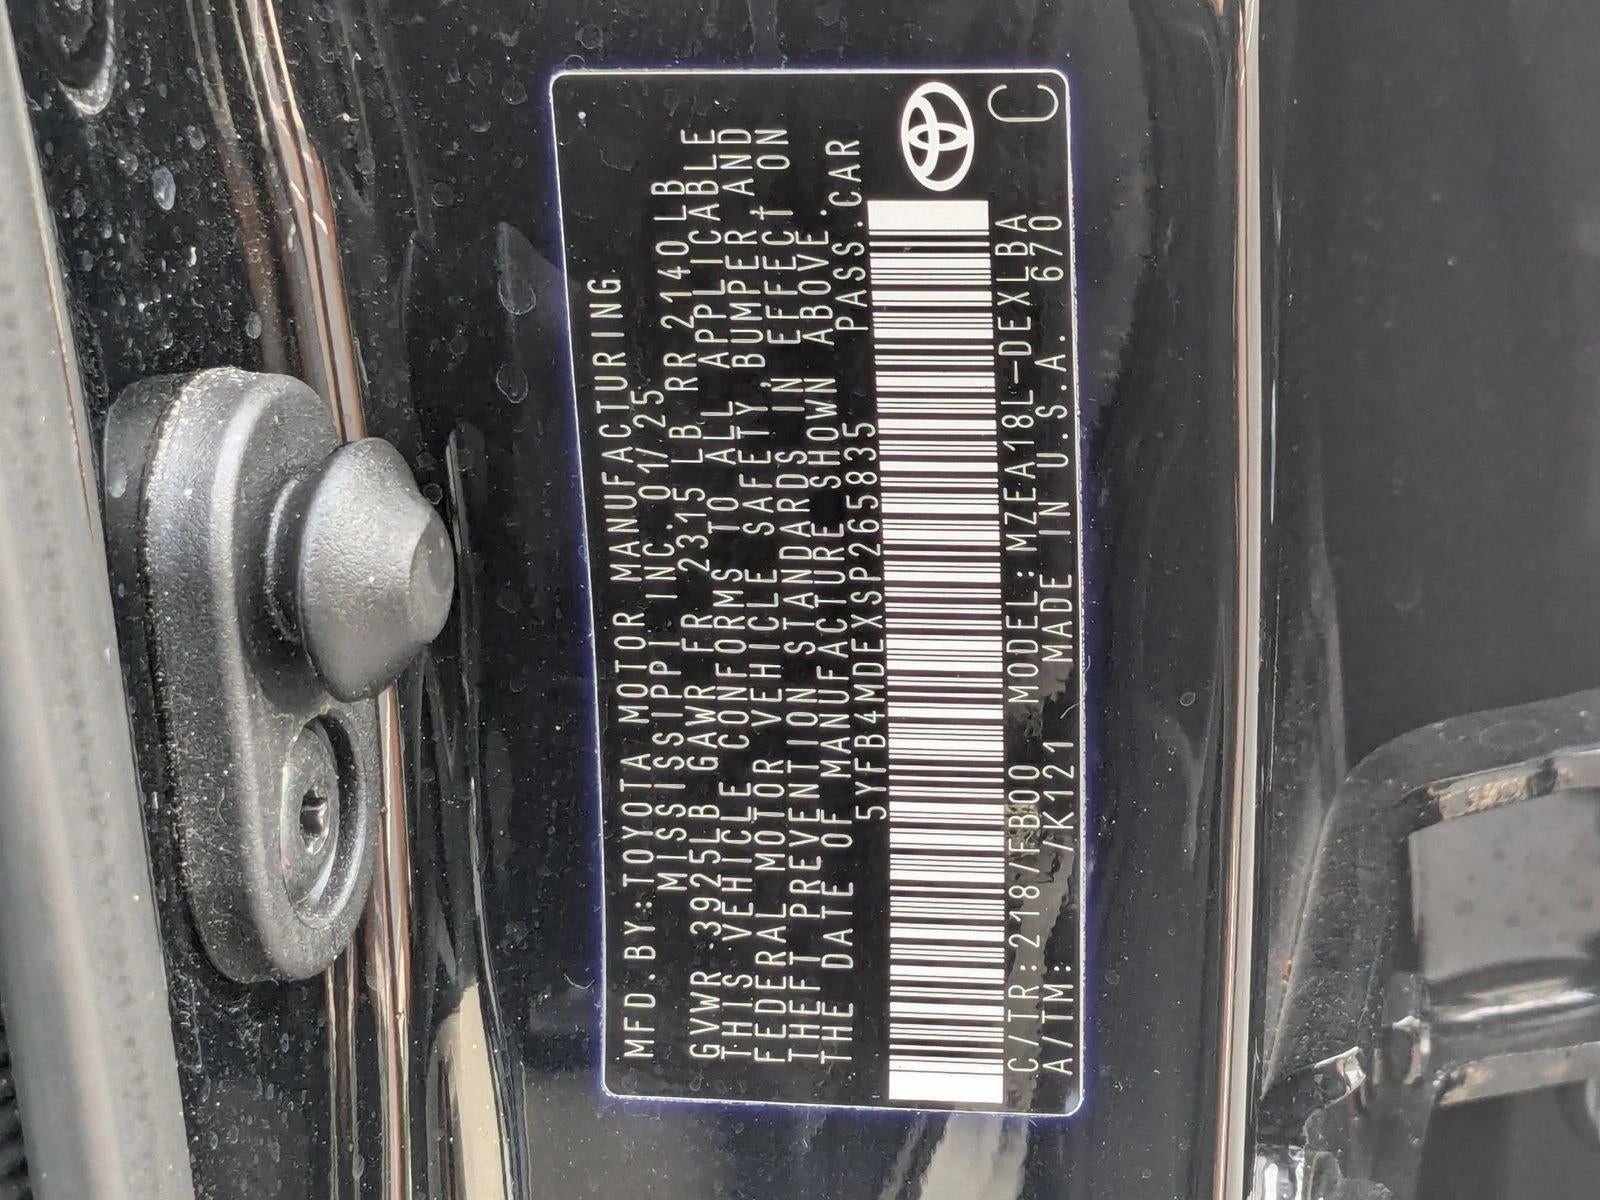 MFD.BY:TOYOTA MOTOR MANUFACTURING
MISSISSIPPI INC. 01/25
GVWR 3925LB GAWR FR 2315 LB RR 2140 LB
THIS VEHICLE CONFORMS TO ALL APPLICABLE
FEDERAL MOTOR VEHICLE SAFETY, BUMPER, AND
THEFT PREVENTION STANDARDS IN EFFECT ON
THE DATE OF MANUFACTURE SHOWN ABOVE.
5YFB4MDEXSP265835 PASS.CAR
C/TR:218/FB00 MODEL:MZEA18L-DEXLBA
A/TM: /K121 MADE IN U.S.A. 670
C